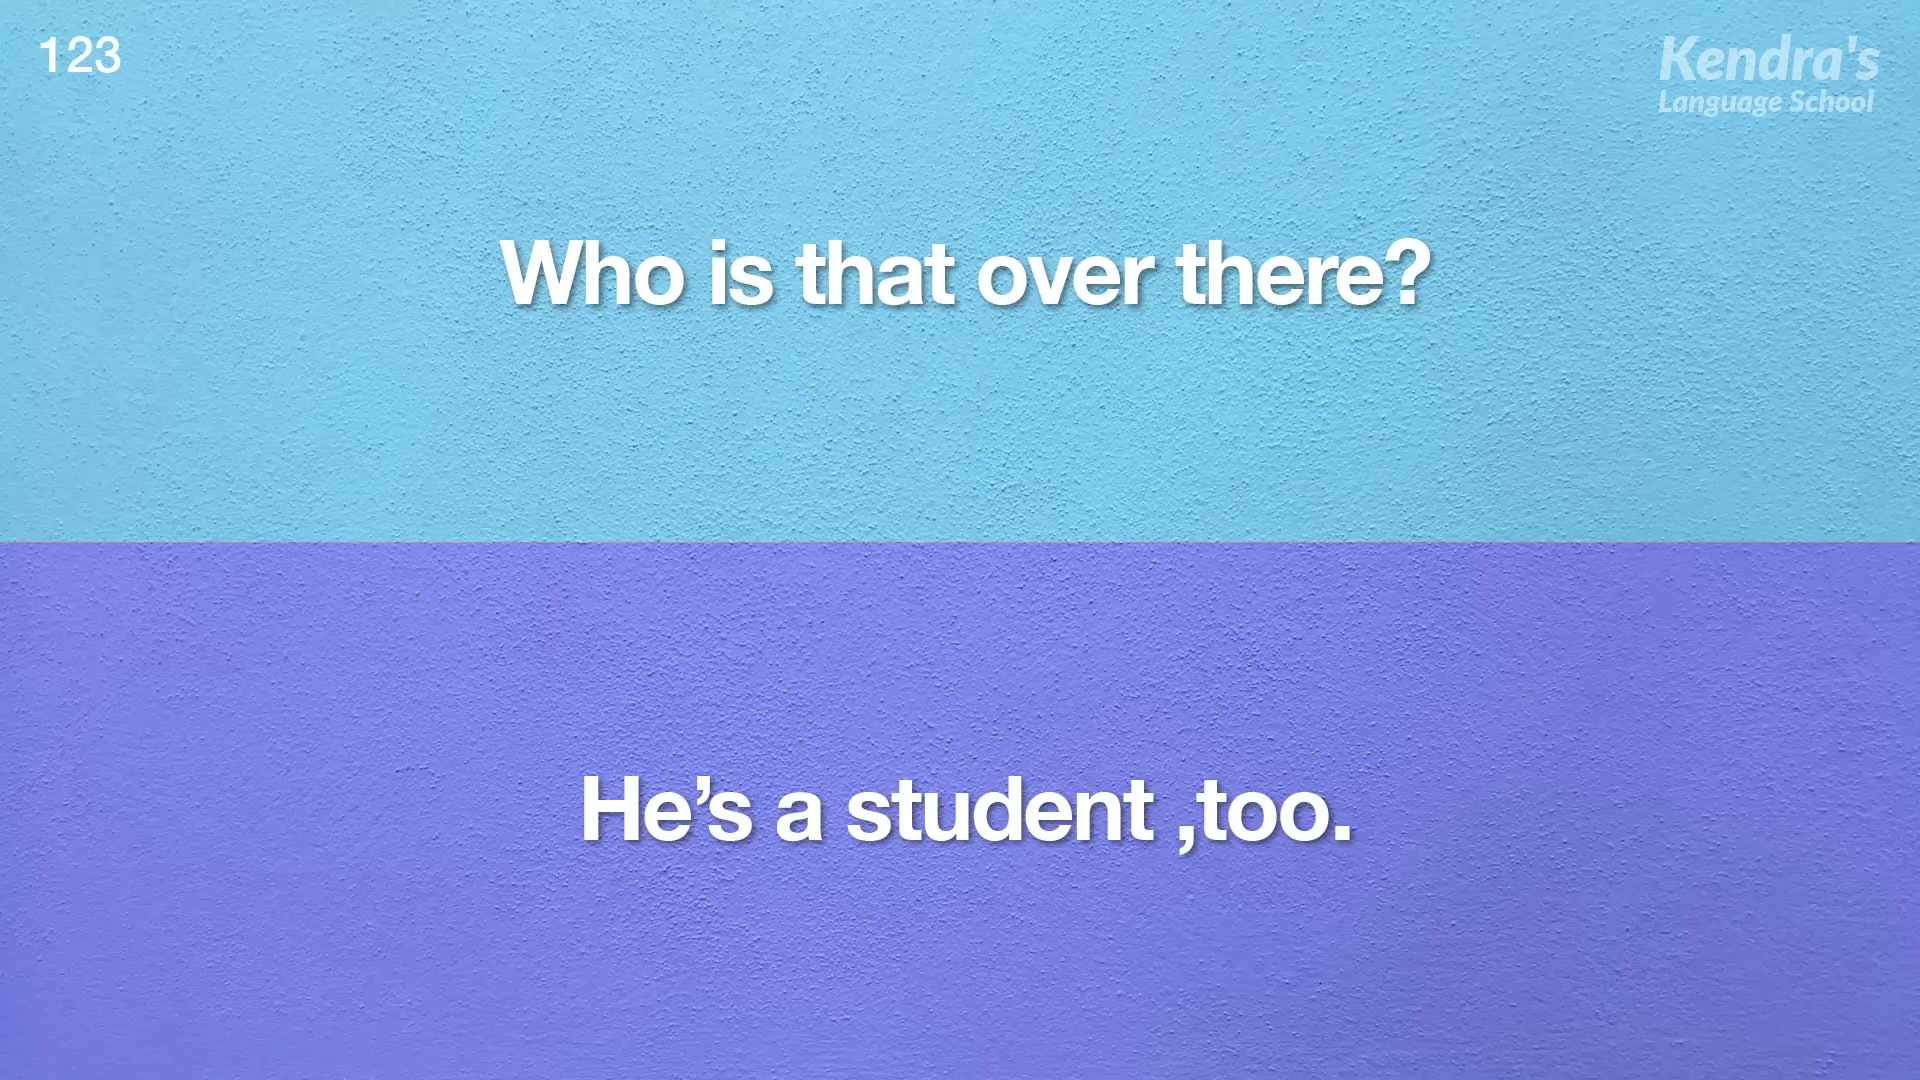 123
Kendra's
Language School
Who is that over there?
He’s a student ,too.